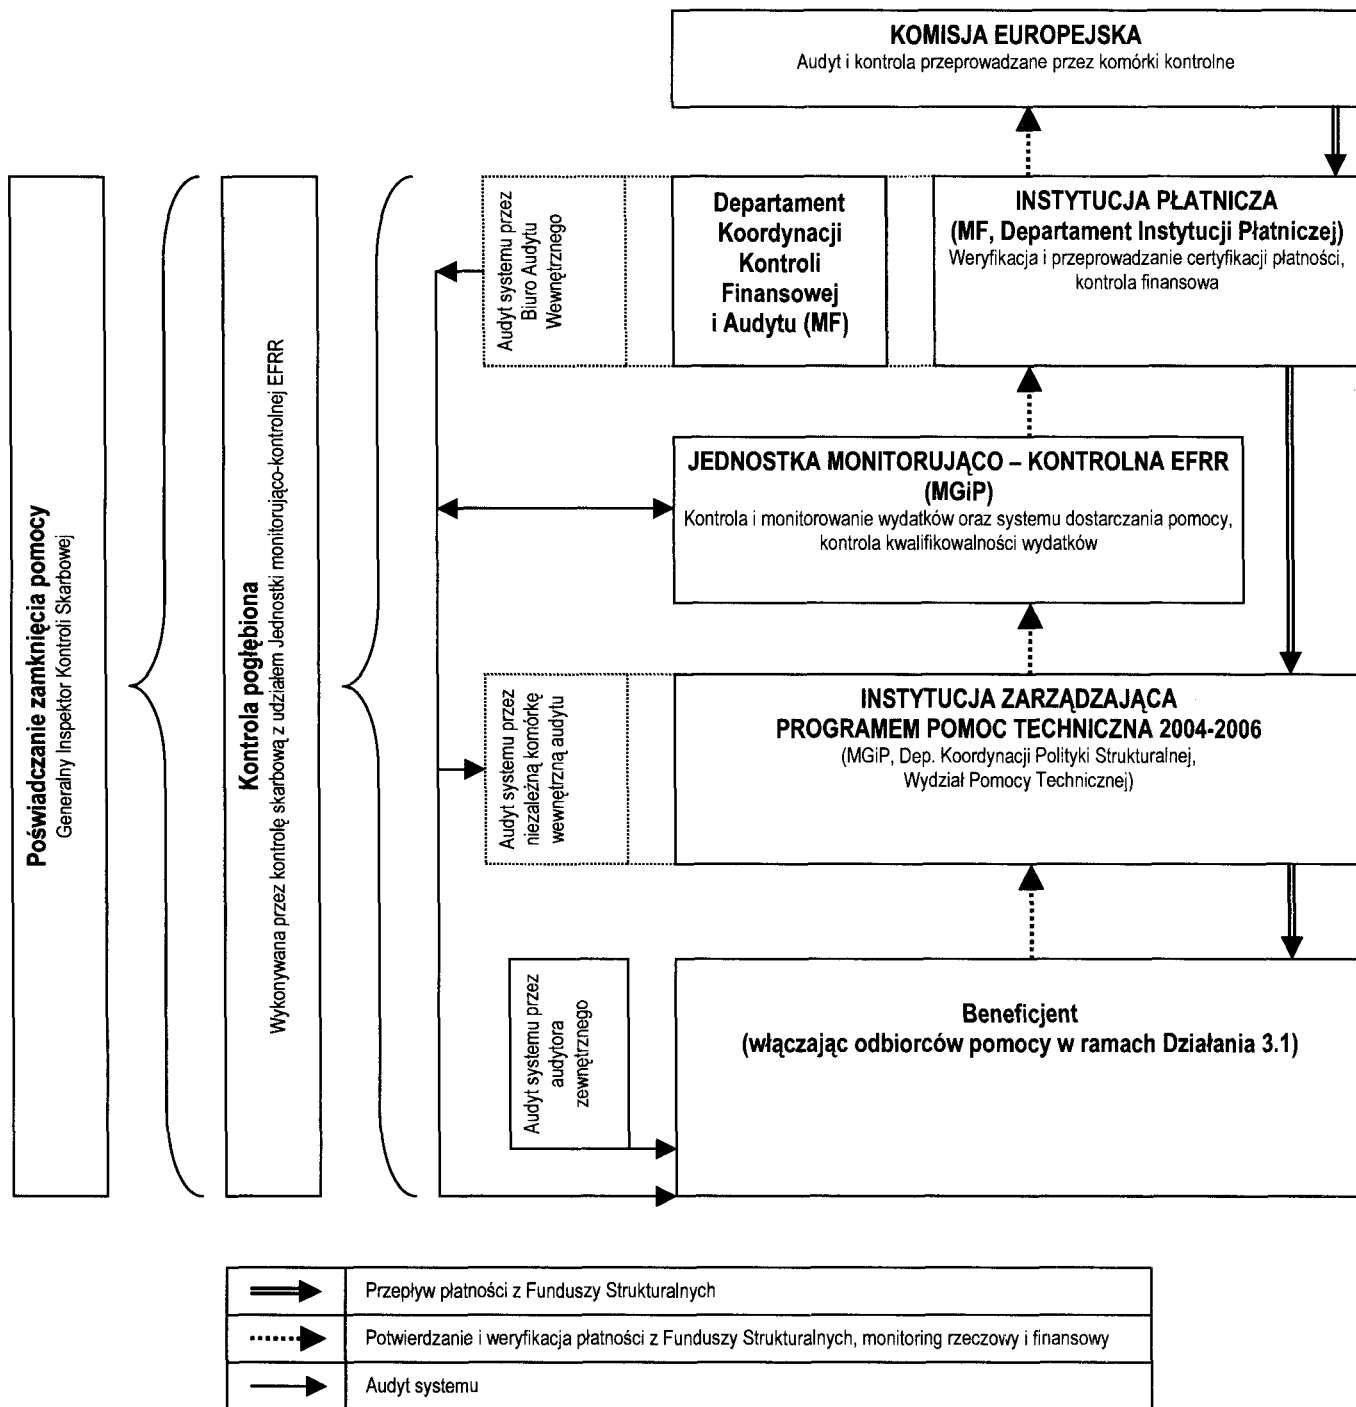 KOMISJA EUROPEJSKA
Audyt i kontrola przeprowadzane przez komórki kontrolne
Poświadczanie zamknięcia pomocy
Generalny Inspektor Kontroli Skarbowej
Kontrola pogłębiona
Wykonywana przez kontrolę skarbową z udziałem Jednostki monitorująco-kontrolnej EFRR
Audyt systemu przez
Biuro Audytu
Wewnętrznego
Departament
Koordynacji
Kontroli
Finansowej
i Audytu (MF)
INSTYTUCJA PŁATNICZA
(MF, Departament Instytucji Płatniczej)
Weryfikacja i przeprowadzanie certyfikacji płatności,
kontrola finansowa
JEDNOSTKA MONITORUJĄCO – KONTROLNA EFRR
(MGiP)
Kontrola i monitorowanie wydatków oraz systemu dostarczania pomocy,
kontrola kwalifikowalności wydatków
Audyt systemu przez
niezależną komórkę
wewnętrzną audytu
INSTYTUCJA ZARZĄDZAJĄCA
PROGRAMEM POMOC TECHNICZNA 2004-2006
(MGiP, Dep. Koordynacji Polityki Strukturalnej,
Wydział Pomocy Technicznej)
Audyt systemu przez
audytora
zewnętrznego
Beneficjent
(włączając odbiorców pomocy w ramach Działania 3.1)
Przepływ płatności z Funduszy Strukturalnych
Potwierdzanie i weryfikacja płatności z Funduszy Strukturalnych, monitoring rzeczowy i finansowy
Audyt systemu